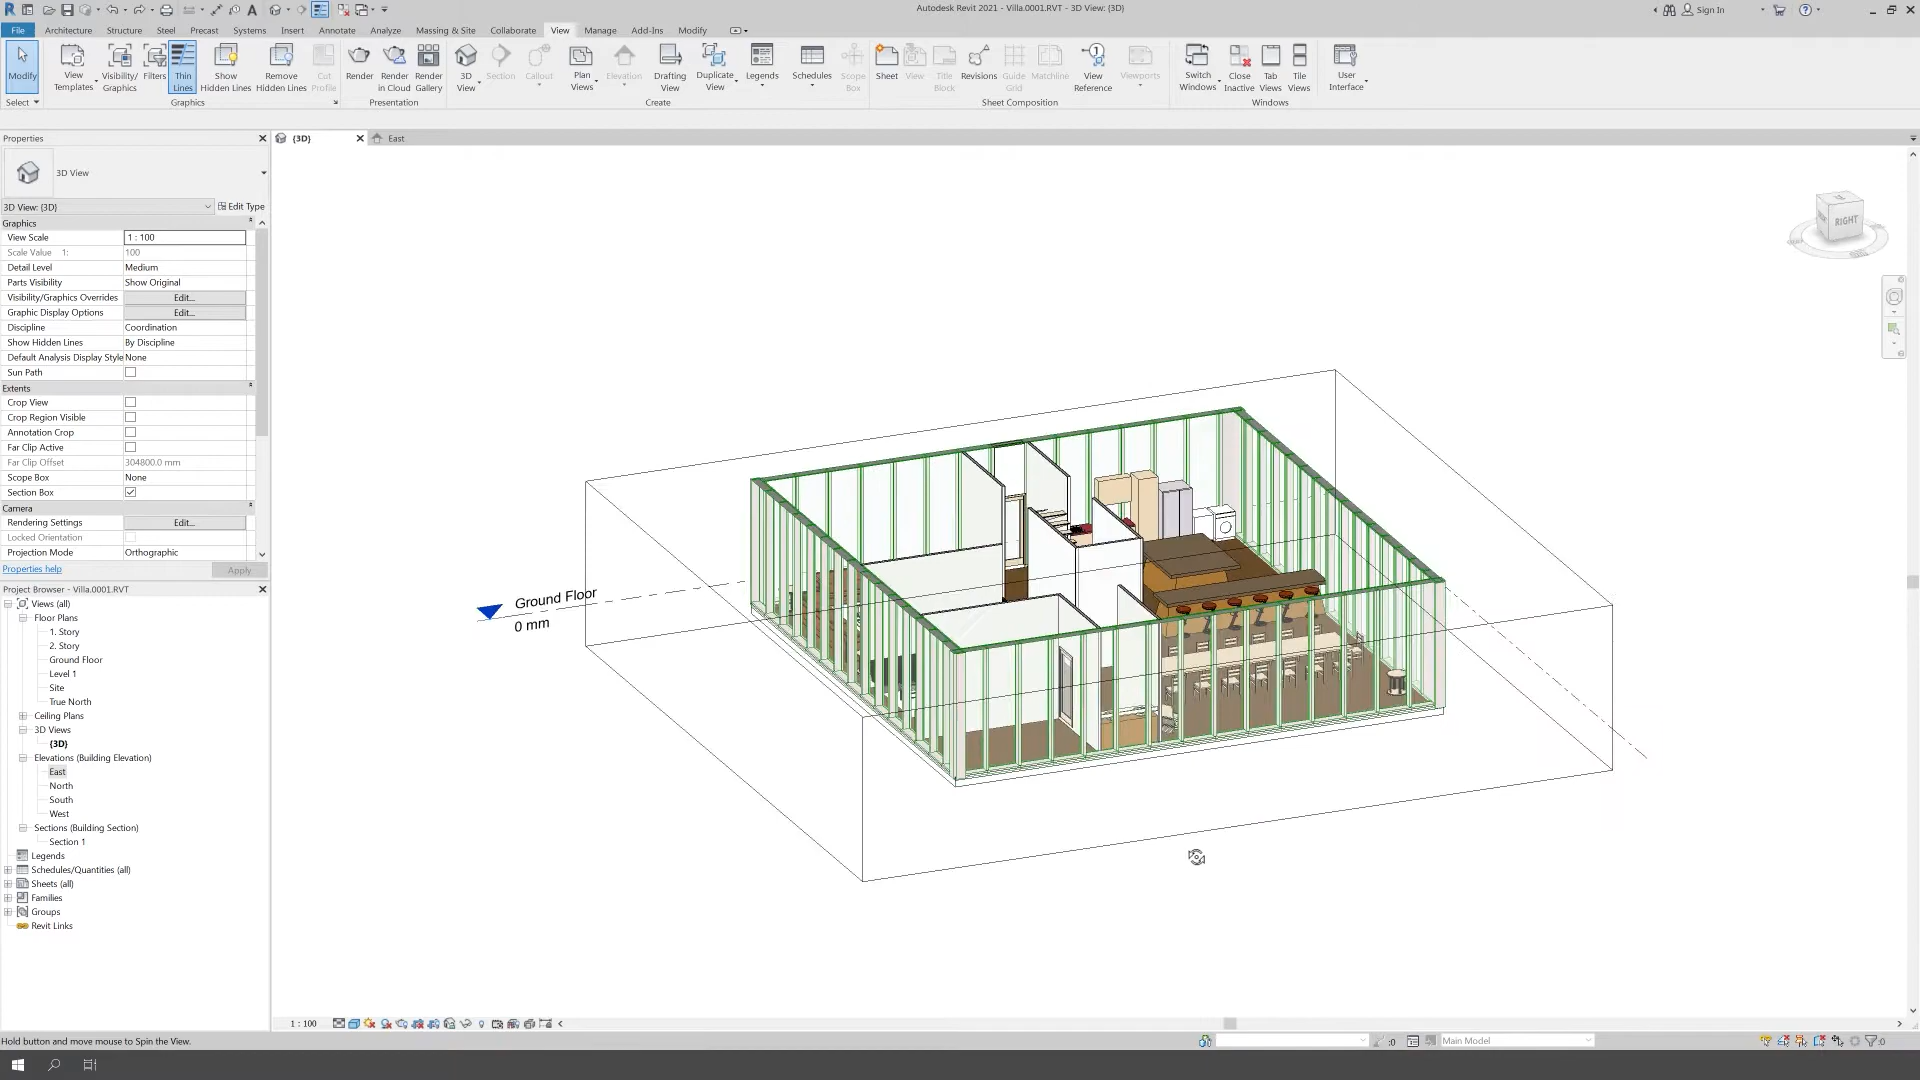 Autodesk Revit 2021 - Villa.0001.RVT - 3D View: {3D}
Sign In
File Architecture Structure Steel Precast Systems Insert Annotate Analyze Massing & Site Collaborate View Manage Add-Ins Modify
Modify
View Templates
Visibility/ Graphics
Filters
Thin Lines
Show Hidden Lines
Remove Hidden Lines
Cut Profile
Render
Render in Cloud
Render Gallery
3D View
Section
Callout
Plan Views
Elevation
Drafting View
Duplicate View
Legends
Schedules
Scope Box
Sheet
View
Title Block
Revisions
Guide Grid
Matchline
View Reference
Viewports
Switch Windows
Close Inactive
Tab Views
Tile Views
User Interface
Select Graphics Presentation Create Sheet Composition Windows
Properties
{3D}
East
3D View
3D View: {3D} Edit Type
Graphics
View Scale 1 : 100
Scale Value 1: 100
Detail Level Medium
Parts Visibility Show Original
Visibility/Graphics Overrides Edit...
Graphic Display Options Edit...
Discipline Coordination
Show Hidden Lines By Discipline
Default Analysis Display Style None
Sun Path
Extents
Crop View
Crop Region Visible
Annotation Crop
Far Clip Active
Far Clip Offset 304800.0 mm
Scope Box None
Section Box
Camera
Rendering Settings Edit...
Locked Orientation
Projection Mode Orthographic
Properties help Apply
Project Browser - Villa.0001.RVT
Views (all)
Floor Plans
1. Story
2. Story
Ground Floor
Level 1
Site
True North
Ceiling Plans
3D Views
{3D}
Elevations (Building Elevation)
East
North
South
West
Sections (Building Section)
Section 1
Legends
Schedules/Quantities (all)
Sheets (all)
Families
Groups
Revit Links
Ground Floor
0 mm
RIGHT
1 : 100
Hold button and move mouse to Spin the View.
:0
Main Model
:0